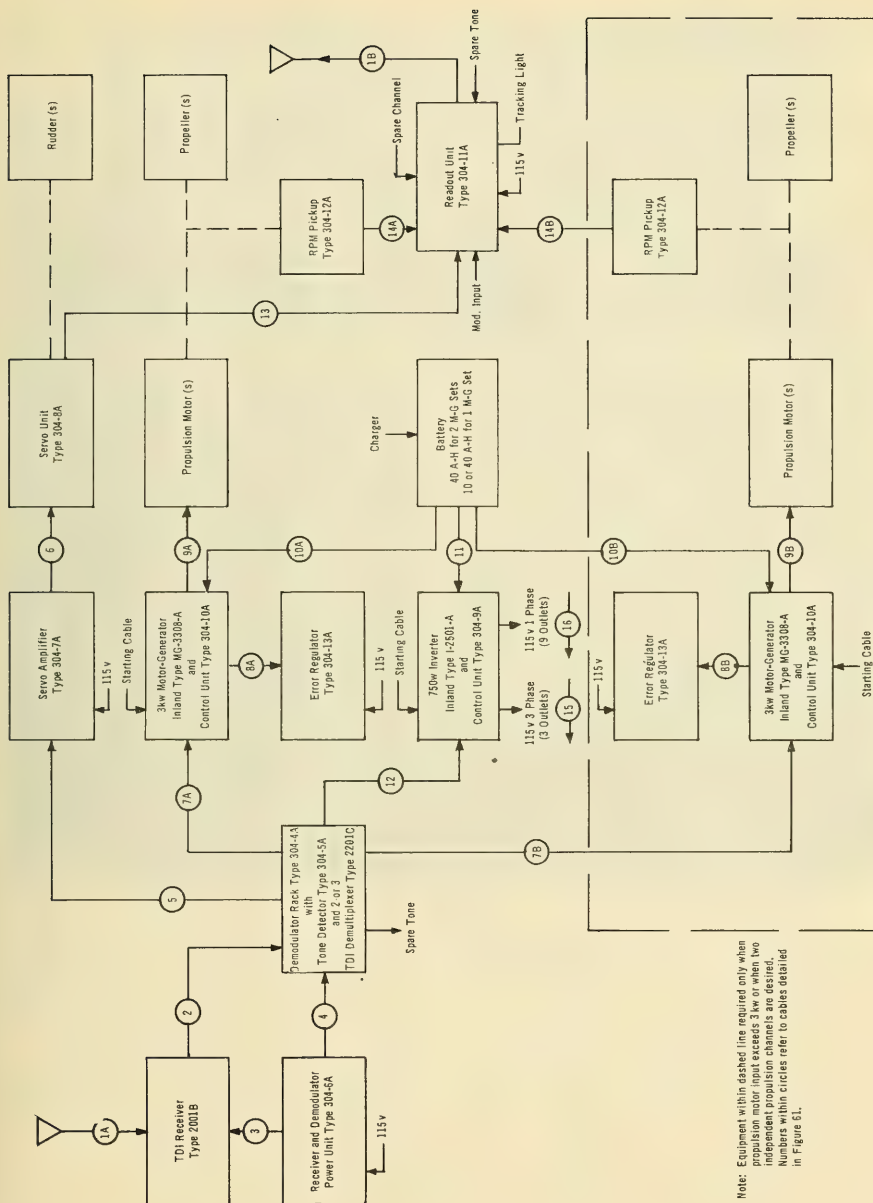 1A
TDI Receiver
Type 2001B
3
Receiver and Demodulator
Power Unit Type 304-6A
115 v
2
4
5
Demodulator Rack Type 304-4A
with
Tone Detector Type 304-5A
and 2 or 3
TDI Demultiplexer Type 2201C
Spare Tone
7A
12
7B
Servo Amplifier
Type 304-7A
115 v
Starting Cable
3kw Motor-Generator
Inland Type MG-3308-A
and
Control Unit Type 304-10A
8A
Error Regulator
Type 304-13A
115 v
Starting Cable
750w Inverter
Inland Type I-2501-A
and
Control Unit Type 304-9A
115 v 3 Phase
(3 Outlets)
15
115 v 1 Phase
(9 Outlets)
16
115 v
Error Regulator
Type 304-13A
8B
3kw Motor-Generator
Inland Type MG-3308-A
and
Control Unit Type 304-10A
Starting Cable
6
9A
10A
11
10B
9B
Servo Unit
Type 304-8A
Propulsion Motor (s)
Charger
Battery
40 A-H for 2 M-G Sets
10 or 40 A-H for 1 M-G Set
Propulsion Motor (s)
13
Rudder (s)
Propeller (s)
RPM Pickup
Type 304-12A
14A
Mod. Input
Readout Unit
Type 304-11A
Spare Channel
1B
Spare Tone
115 v
Tracking Light
14B
RPM Pickup
Type 304-12A
Propeller (s)
Note: Equipment within dashed line required only when
propulsion motor input exceeds 3 kw or when two
independent propulsion channels are desired.
Numbers within circles refer to cables detailed
in Figure 61.